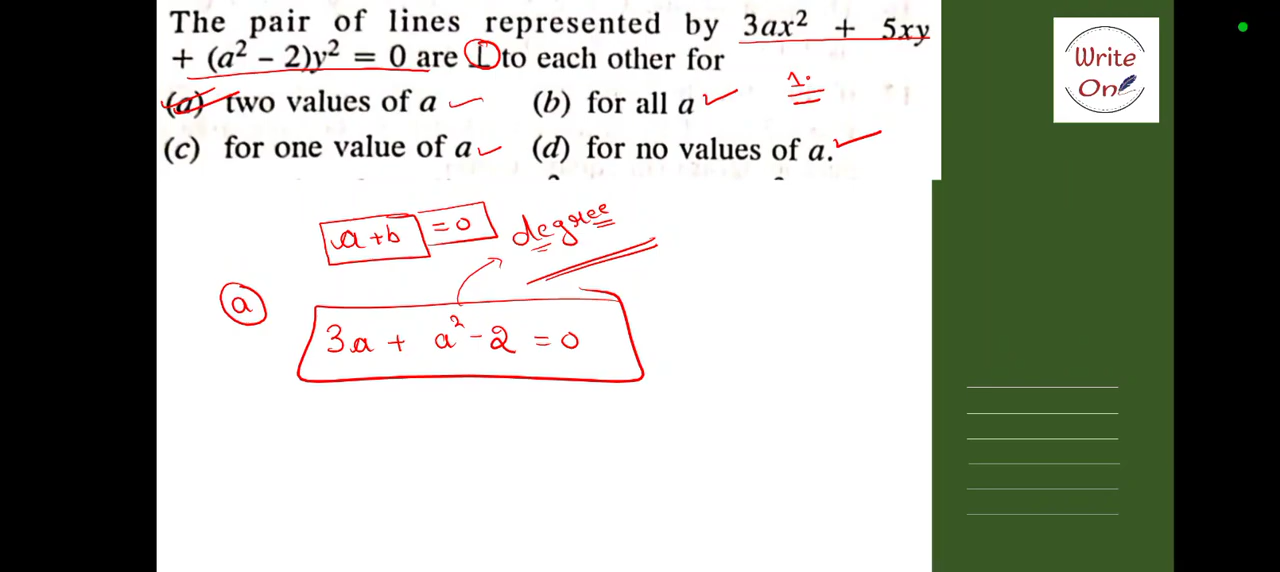 The pair of lines represented by 3ax² + 5xy
+ (a² – 2)y² = 0 are ⊥ to each other for
(a) two values of a (b) for all a
(c) for one value of a (d) for no values of a.
1.
a+b = 0 degree
a
3a + a² - 2 = 0
Write
On